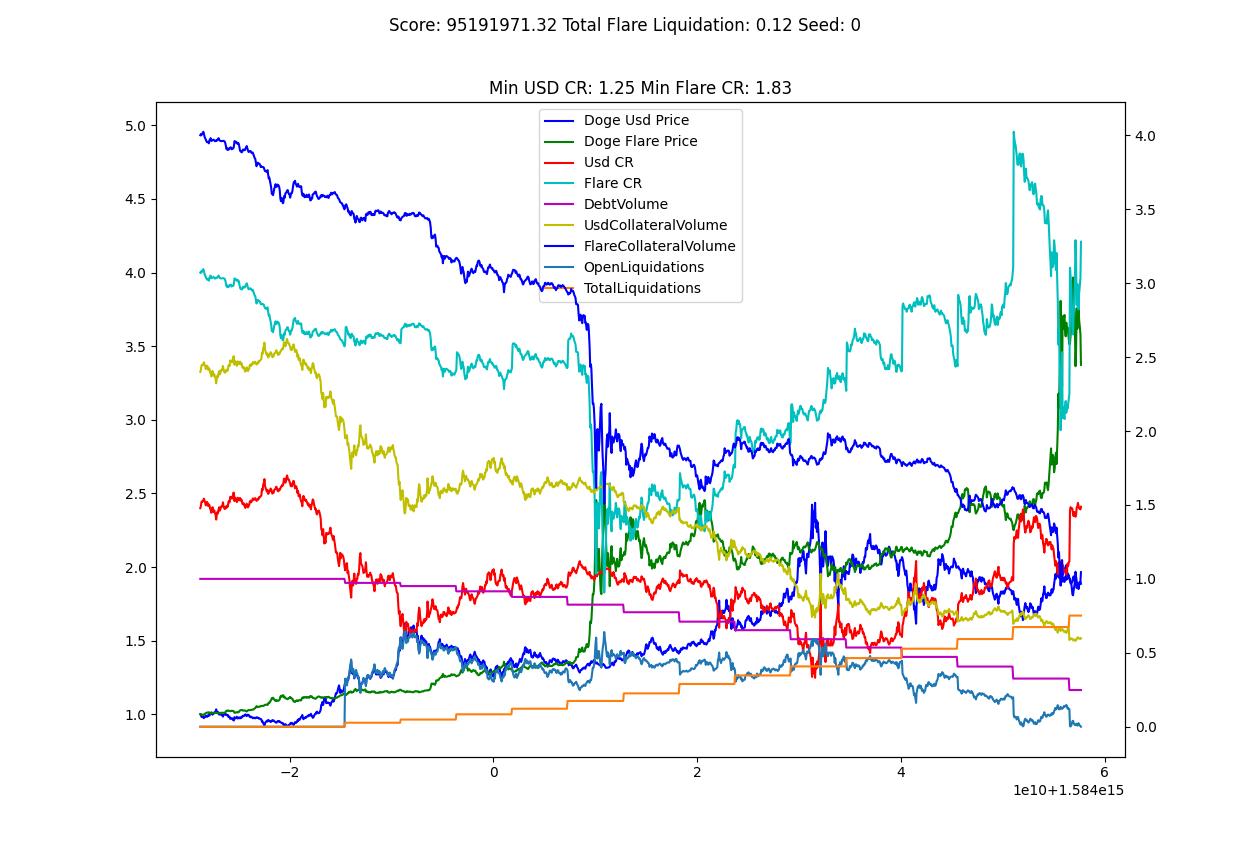 Score: 95191971.32 Total Flare Liquidation: 0.12 Seed: 0
Min USD CR: 1.25 Min Flare CR: 1.83
5.0
4.5
4.0
3.5
3.0
2.5
2.0
1.5
1.0
Doge Usd Price
Doge Flare Price
Usd CR
Flare CR
DebtVolume
UsdCollateralVolume
FlareCollateralVolume
OpenLiquidations
TotalLiquidations
4.0
3.5
3.0
2.5
2.0
1.5
1.0
0.5
0.0
−2
0
2
4
6
1e10+1.584e15